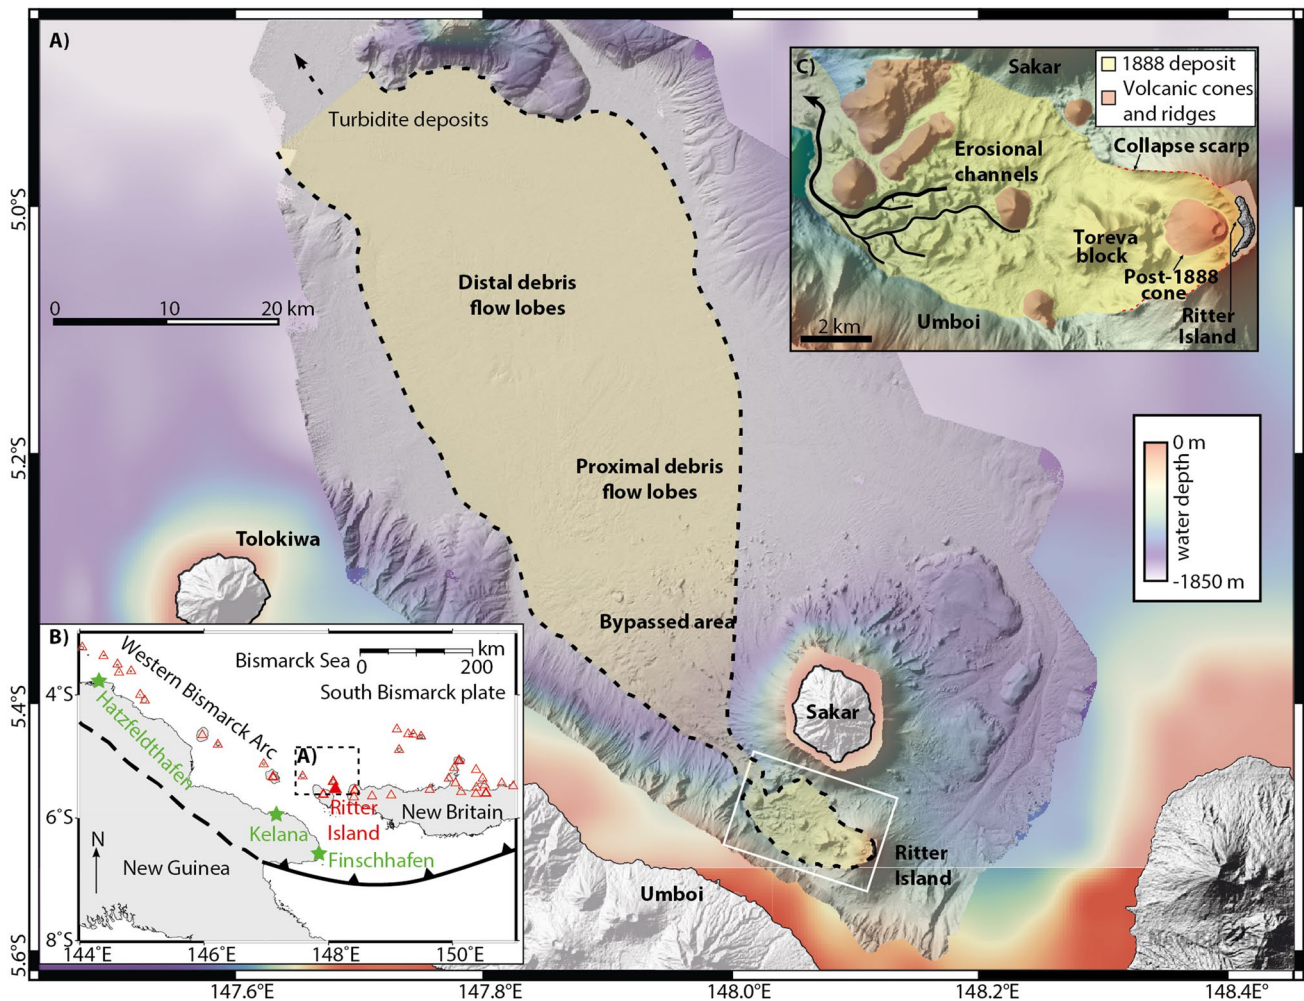 A)
Turbidite deposits
Distal debris
flow lobes
Proximal debris
flow lobes
Bypassed area
Tolokiwa
Sakar
Ritter
Island
Umboi
0 10 20 km
5.0°S
5.2°S
5.4°S
5.6°S
147.6°E
147.8°E
148.0°E
148.2°E
148.4°E
C)
Sakar
1888 deposit
Volcanic cones
and ridges
Collapse scarp
Erosional
channels
Toreva
block
Post-1888
cone
Ritter
Island
Umboi
2 km
0 m
water depth
-1850 m
B)
Western Bismarck Arc
Bismarck Sea
0 200
km
South Bismarck plate
Hatzfeldthafen
A)
Ritter
Island
New Britain
Kelana
Finschhafen
New Guinea
N
4°S
6°S
8°S
144°E
146°E
148°E
150°E